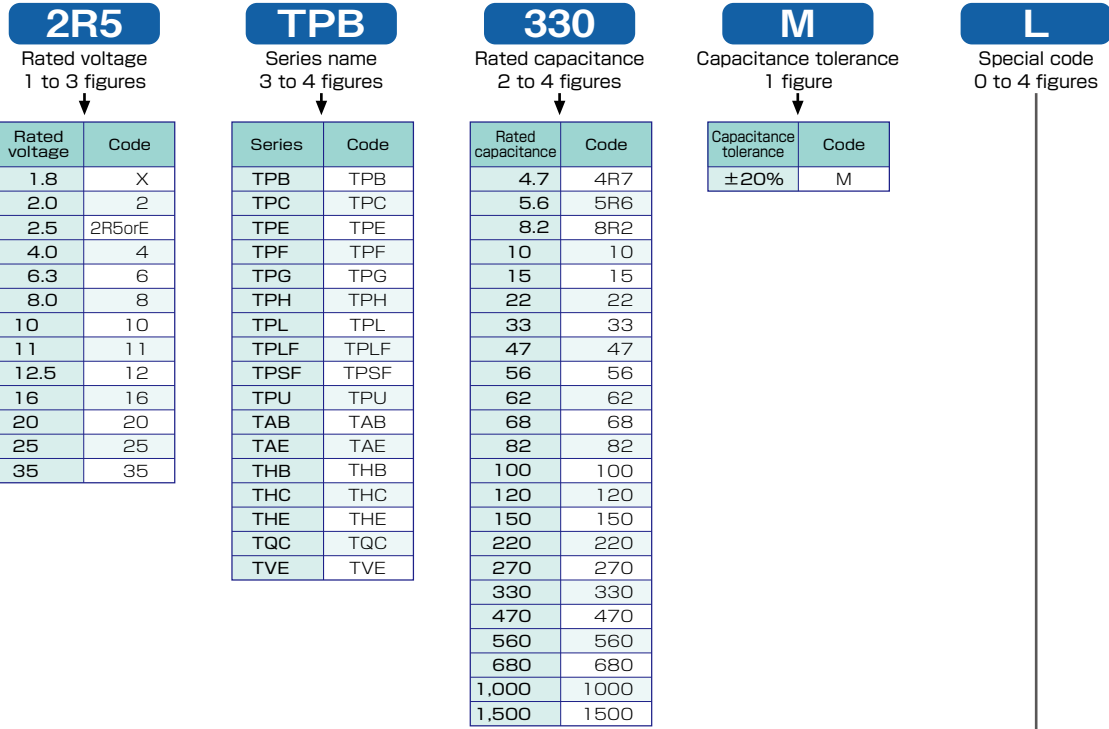 2R5 TPB 330 M L
Rated voltage Series name Rated capacitance Capacitance tolerance Special code
1 to 3 figures 3 to 4 figures 2 to 4 figures 1 figure 0 to 4 figures
Rated voltage Code
1.8 X
2.0 2
2.5 2R5orE
4.0 4
6.3 6
8.0 8
10 10
11 11
12.5 12
16 16
20 20
25 25
35 35
Series Code
TPB TPB
TPC TPC
TPE TPE
TPF TPF
TPG TPG
TPH TPH
TPL TPL
TPLF TPLF
TPSF TPSF
TPU TPU
TAB TAB
TAE TAE
THB THB
THC THC
THE THE
TQC TQC
TVE TVE
Rated capacitance Code
4.7 4R7
5.6 5R6
8.2 8R2
10 10
15 15
22 22
33 33
47 47
56 56
62 62
68 68
82 82
100 100
120 120
150 150
220 220
270 270
330 330
470 470
560 560
680 680
1,000 1000
1,500 1500
Capacitance tolerance Code
±20% M